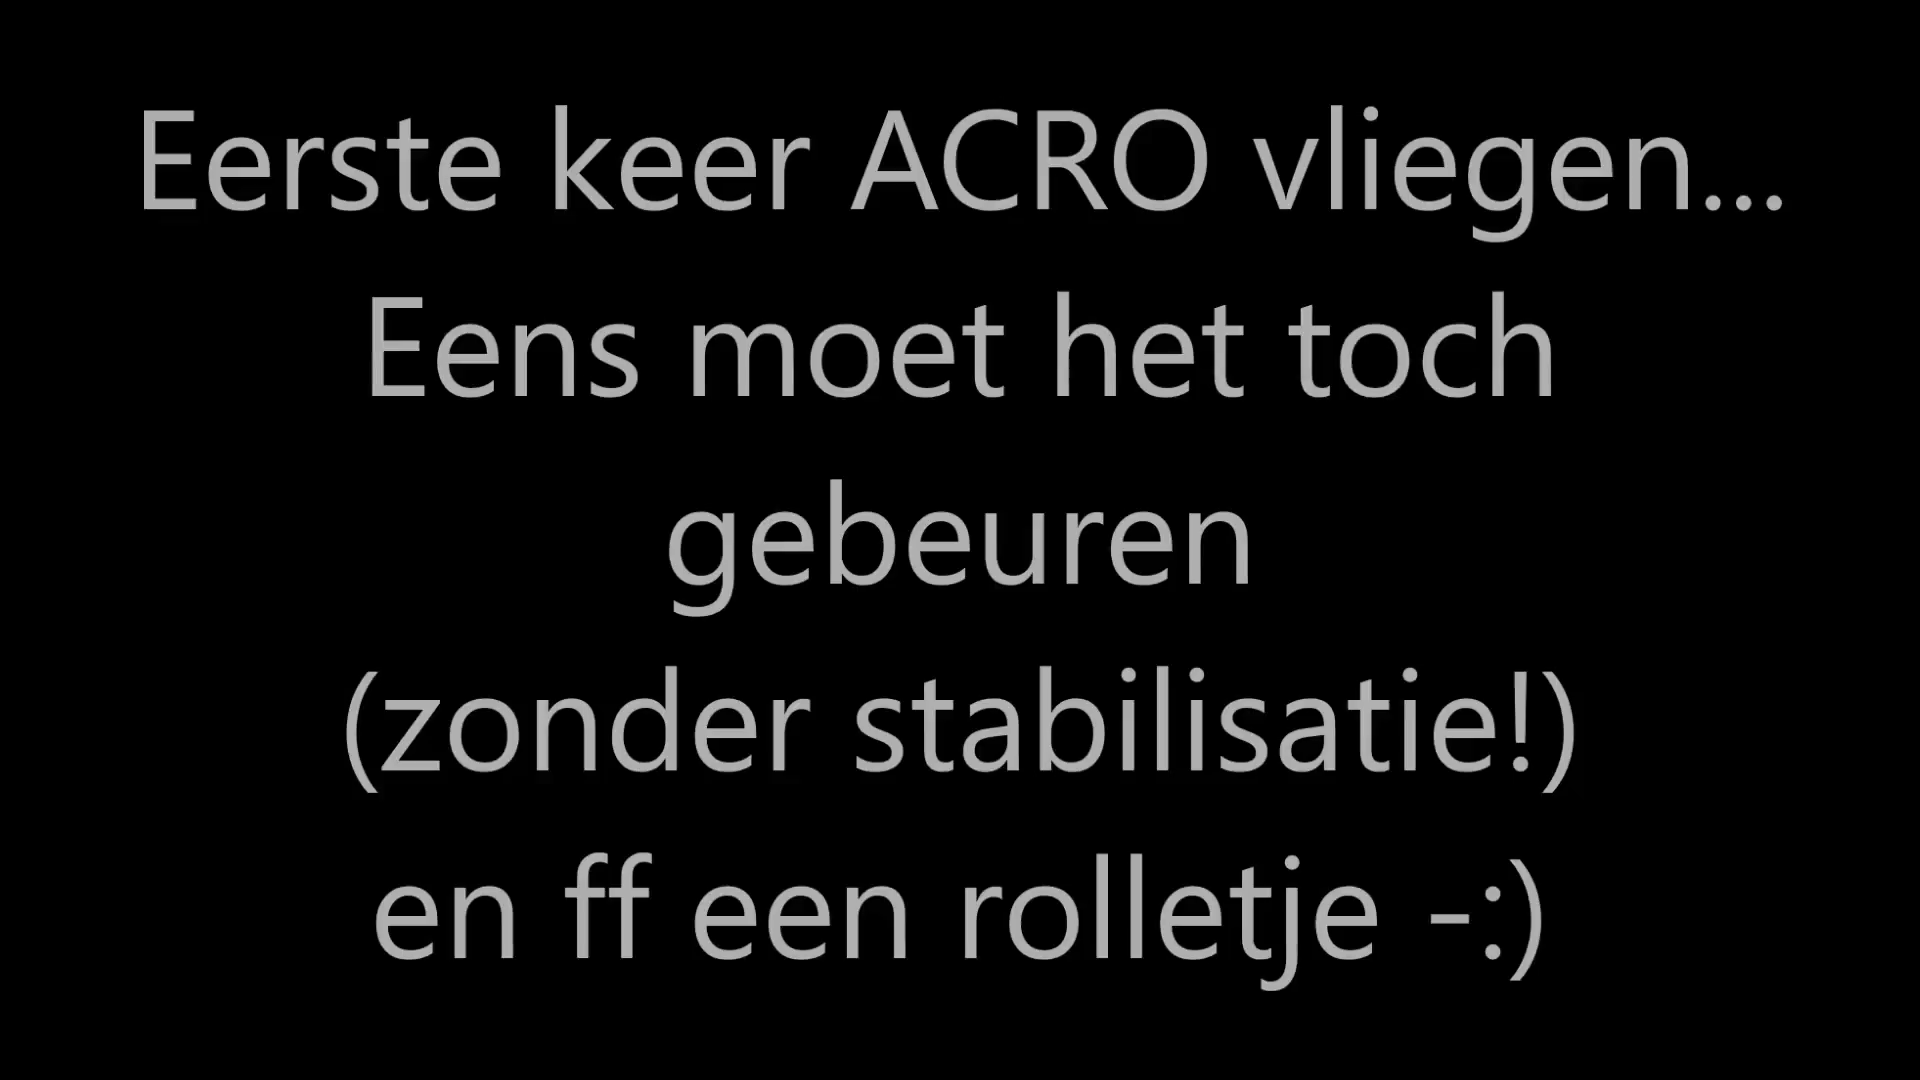 Eerste keer ACRO vliegen...
Eens moet het toch
gebeuren
(zonder stabilisatie!)
en ff een rolletje -:)